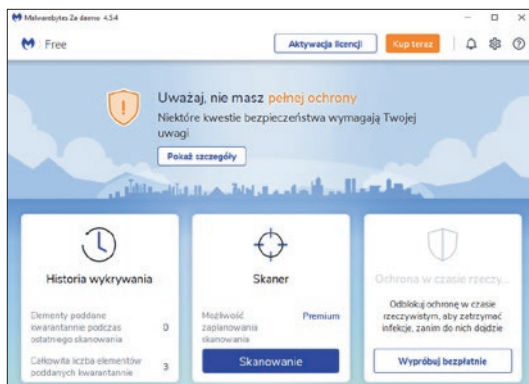 Malwarebytes Za darmo 4.5.4
Free
Aktywacja licencji
Kup teraz
Uważaj, nie masz pełnej ochrony
Niektóre kwestie bezpieczeństwa wymagają Twojej
uwagi
Pokaż szczegóły
Historia wykrywania
Elementy poddane
kwarantannie podczas
ostatniego skanowania
0
Całkowita liczba elementów
poddanych kwarantannie
3
Skaner
Możliwość
zaplanowania
skanowania
Premium
Skanowanie
Ochrona w czasie rzeczy...
Odblokuj ochronę w czasie
rzeczywistym, aby zatrzymać
infekcje, zanim do nich dojdzie
Wypróbuj bezpłatnie